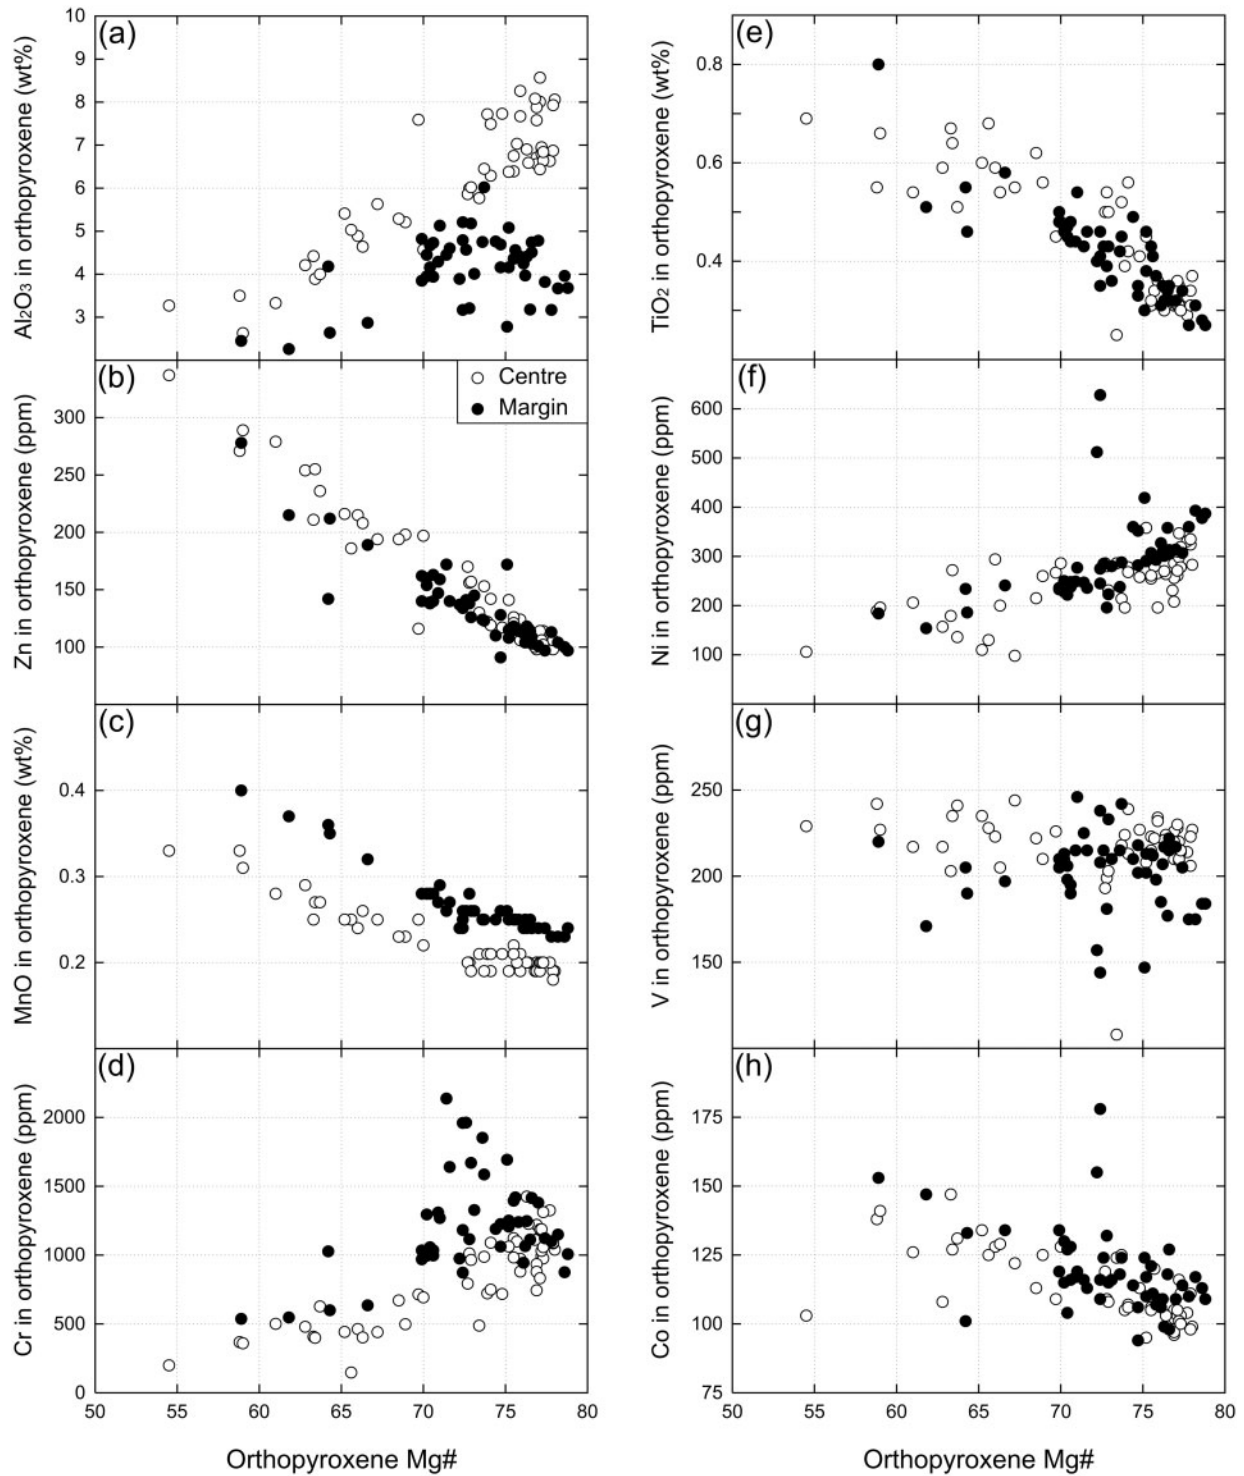 (a)
Al₂O₃ in orthopyroxene (wt%)
10
9
8
7
6
5
4
3
(b)
Zn in orthopyroxene (ppm)
300
250
200
150
100
Centre
Margin
(c)
MnO in orthopyroxene (wt%)
0.4
0.3
0.2
(d)
Cr in orthopyroxene (ppm)
2000
1500
1000
500
0
50 55 60 65 70 75 80
Orthopyroxene Mg#
(e)
TiO₂ in orthopyroxene (wt%)
0.8
0.6
0.4
(f)
Ni in orthopyroxene (ppm)
600
500
400
300
200
100
(g)
V in orthopyroxene (ppm)
250
200
150
(h)
Co in orthopyroxene (ppm)
175
150
125
100
75
50 55 60 65 70 75 80
Orthopyroxene Mg#